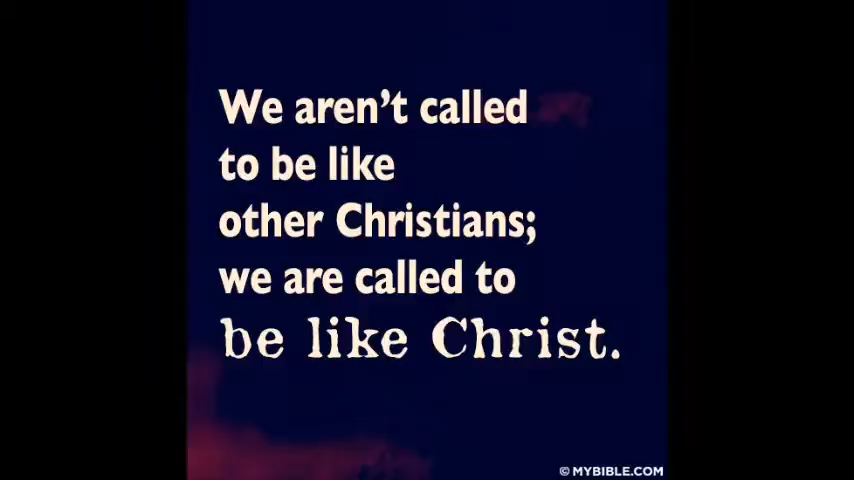 We aren’t called
to be like
other Christians;
we are called to
be like Christ.
© MYBIBLE.COM